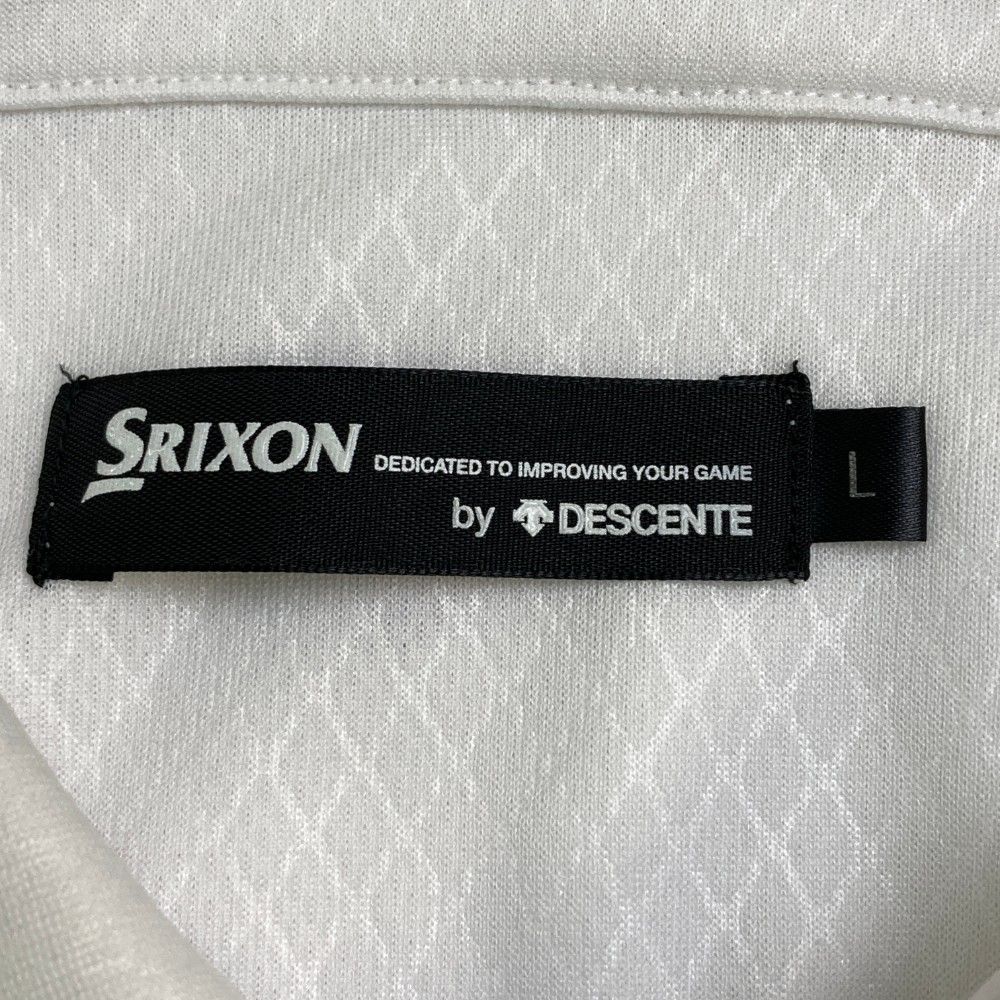 SRIXON DEDICATED TO IMPROVING YOUR GAME
by DESCENTE
L